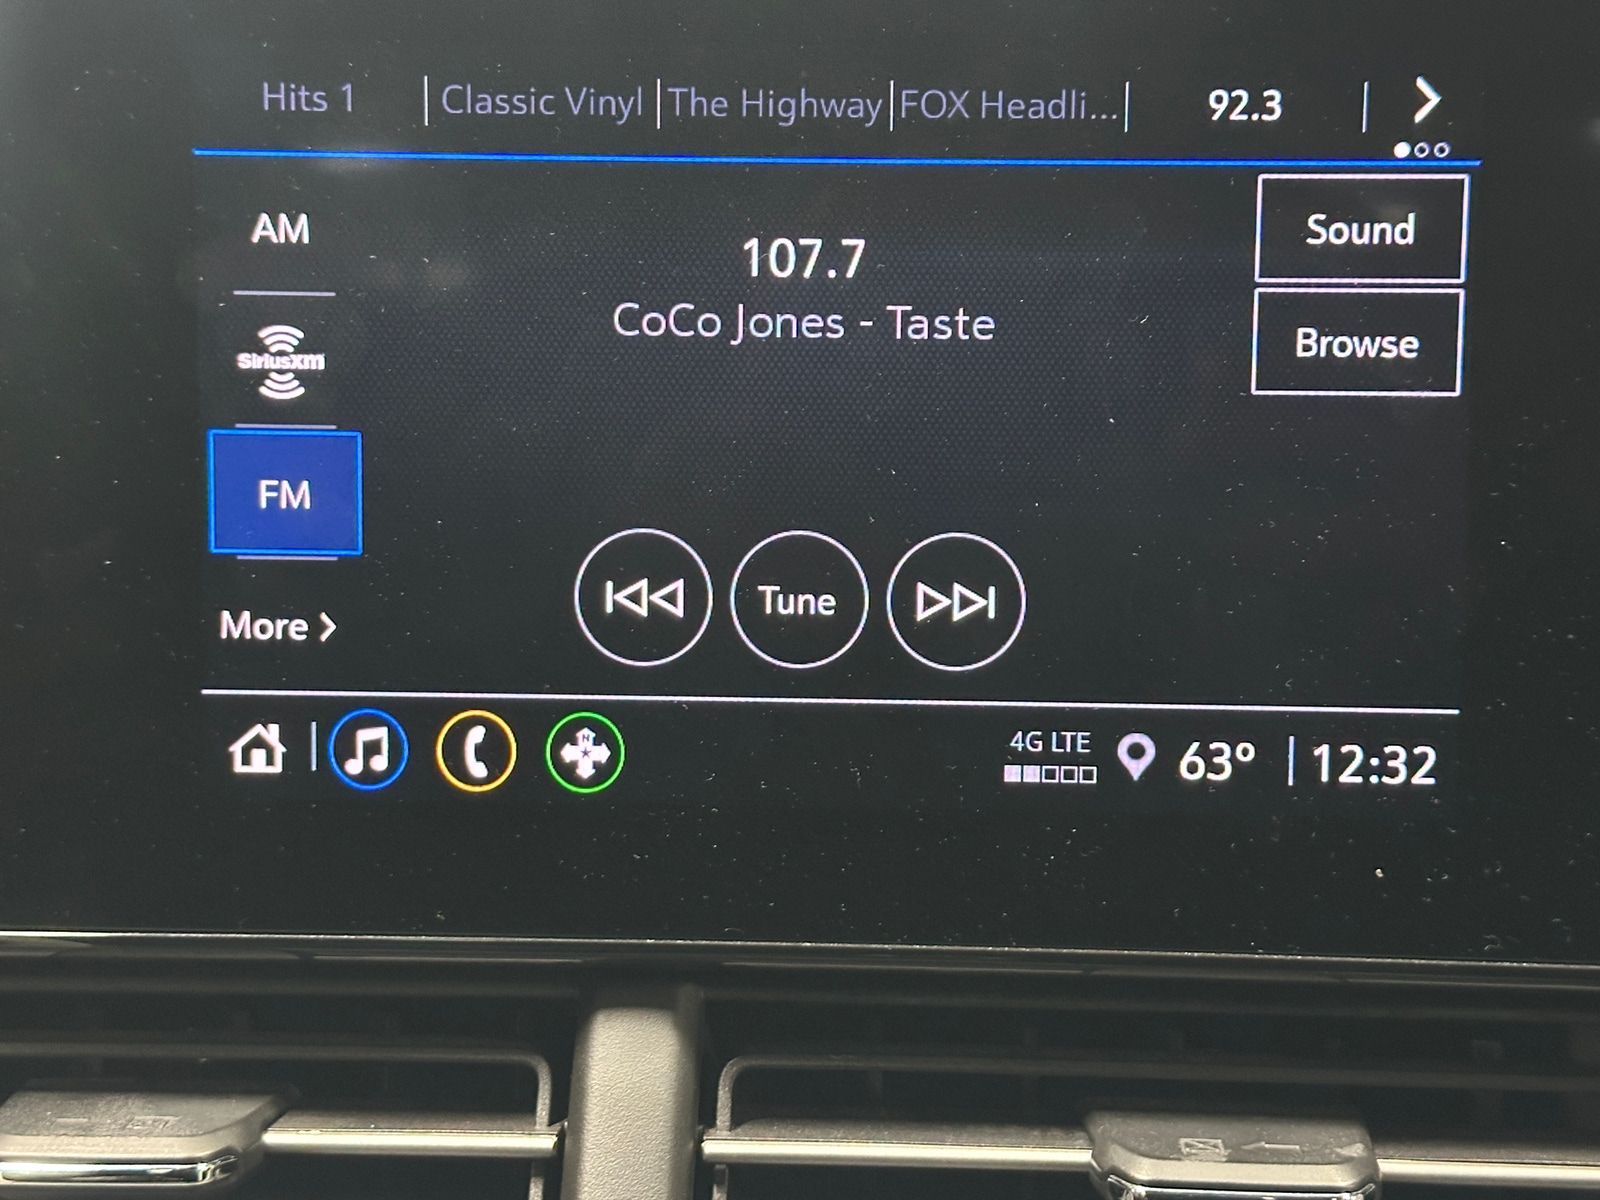 Hits 1 | Classic Vinyl | The Highway | FOX Headli... | 92.3 |
AM
107.7
Sound
CoCo Jones - Taste
Browse
SiriusXM
FM
Tune
More
N
4G LTE
63° | 12:32